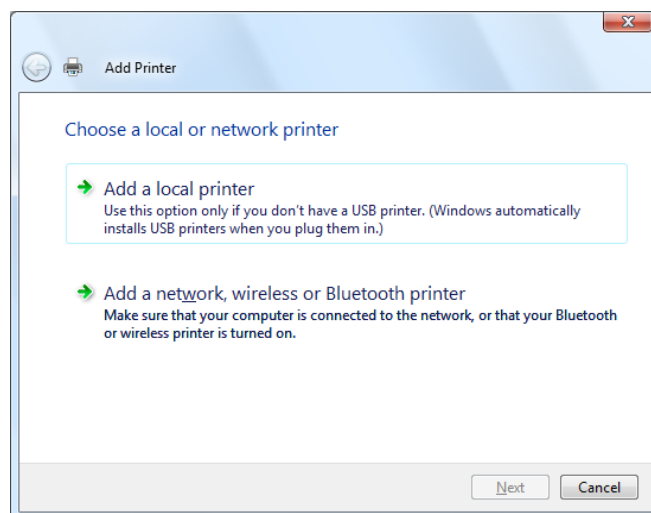 Add Printer
Choose a local or network printer
Add a local printer
Use this option only if you don't have a USB printer. (Windows automatically
installs USB printers when you plug them in.)
Add a network, wireless or Bluetooth printer
Make sure that your computer is connected to the network, or that your Bluetooth
or wireless printer is turned on.
Next Cancel